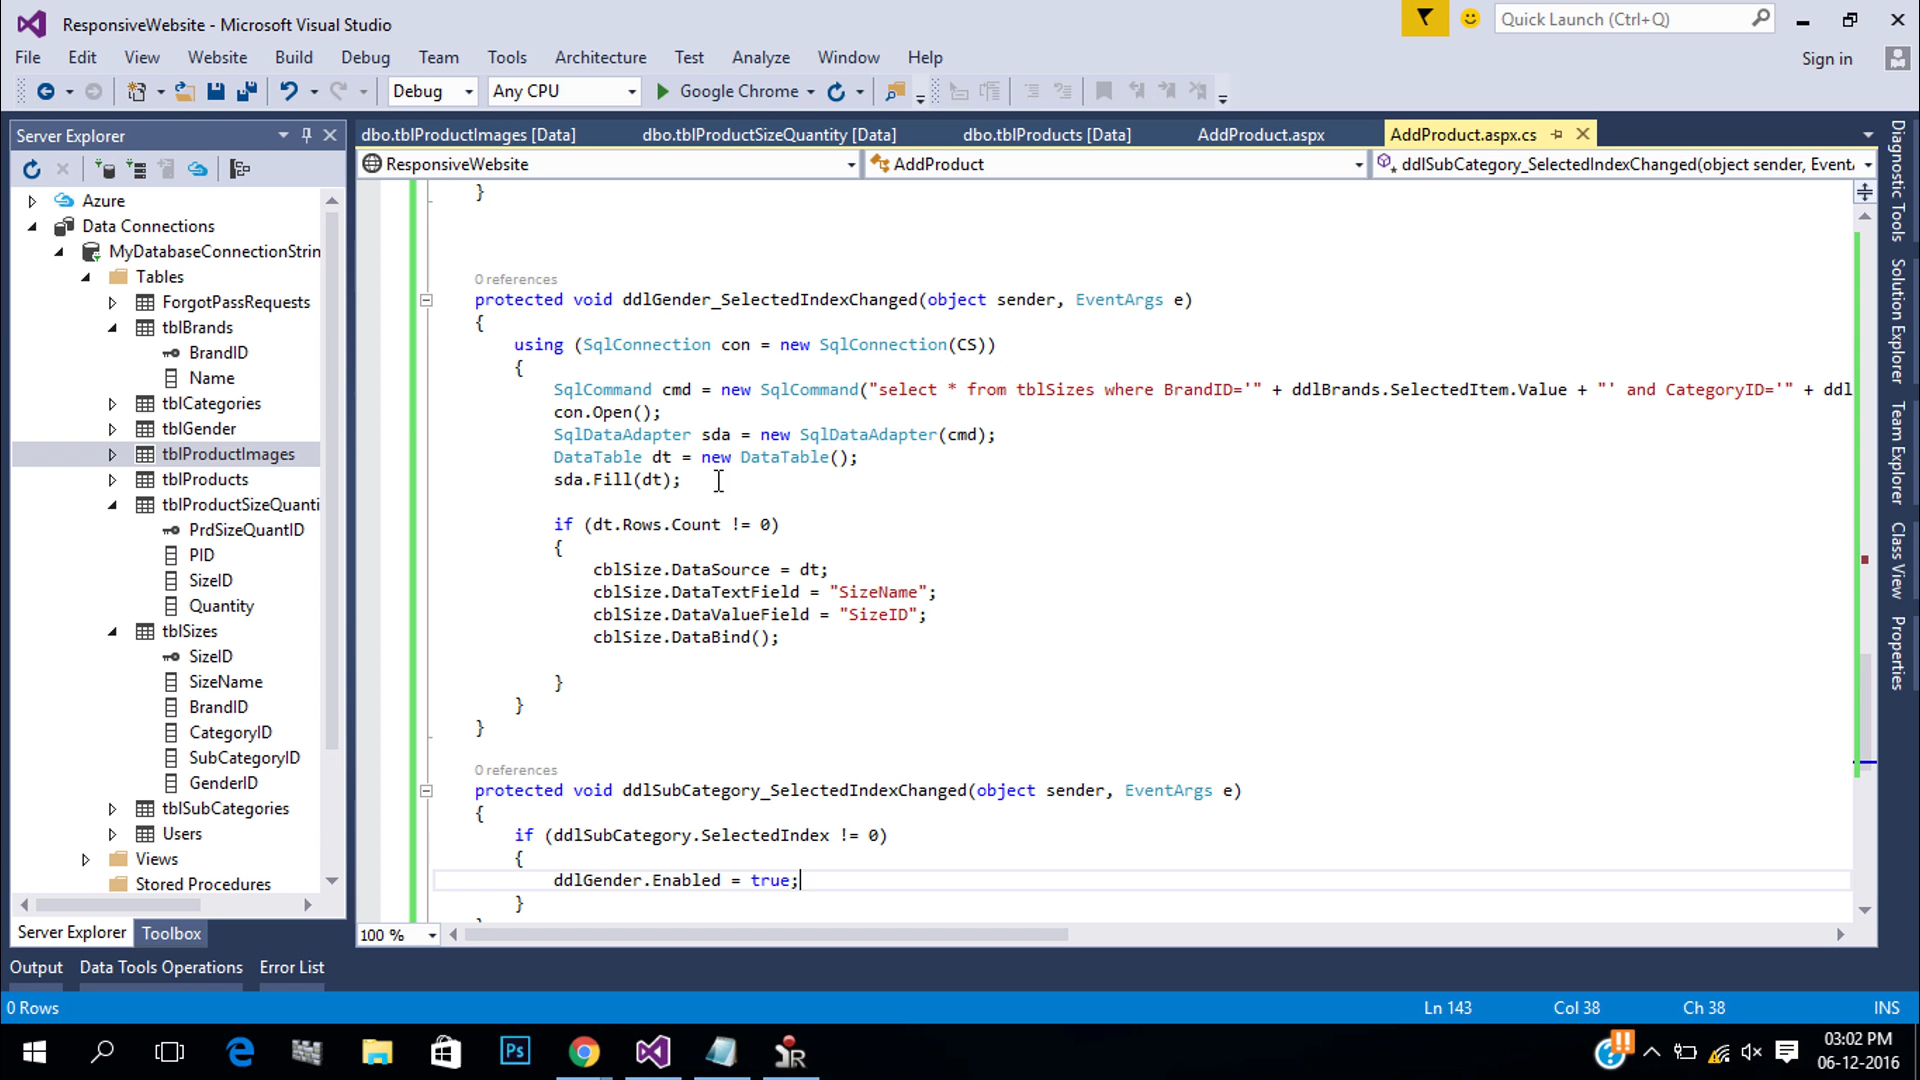 ResponsiveWebsite - Microsoft Visual Studio
Quick Launch (Ctrl+Q)
File Edit View Website Build Debug Team Tools Architecture Test Analyze Window Help
Sign in
Debug Any CPU Google Chrome
Server Explorer
dbo.tblProductImages [Data] dbo.tblProductSizeQuantity [Data] dbo.tblProducts [Data] AddProduct.aspx AddProduct.aspx.cs
ResponsiveWebsite AddProduct ddlSubCategory_SelectedIndexChanged(object sender, EventA
Azure
Data Connections
MyDatabaseConnectionStrin
Tables
ForgotPassRequests
tblBrands
BrandID
Name
tblCategories
tblGender
tblProductImages
tblProducts
tblProductSizeQuanti
PrdSizeQuantID
PID
SizeID
Quantity
tblSizes
SizeID
SizeName
BrandID
CategoryID
SubCategoryID
GenderID
tblSubCategories
Users
Views
Stored Procedures
Server Explorer Toolbox
}
0 references
protected void ddlGender_SelectedIndexChanged(object sender, EventArgs e)
{
using (SqlConnection con = new SqlConnection(CS))
{
SqlCommand cmd = new SqlCommand("select * from tblSizes where BrandID='" + ddlBrands.SelectedItem.Value + "' and CategoryID='" + ddl
con.Open();
SqlDataAdapter sda = new SqlDataAdapter(cmd);
DataTable dt = new DataTable();
sda.Fill(dt);
if (dt.Rows.Count != 0)
{
cblSize.DataSource = dt;
cblSize.DataTextField = "SizeName";
cblSize.DataValueField = "SizeID";
cblSize.DataBind();
}
}
}
0 references
protected void ddlSubCategory_SelectedIndexChanged(object sender, EventArgs e)
{
if (ddlSubCategory.SelectedIndex != 0)
{
ddlGender.Enabled = true;
}
100 %
Diagnostic Tools
Solution Explorer
Team Explorer
Class View
Properties
Output Data Tools Operations Error List
0 Rows Ln 143 Col 38 Ch 38 INS
Ps
03:02 PM
06-12-2016